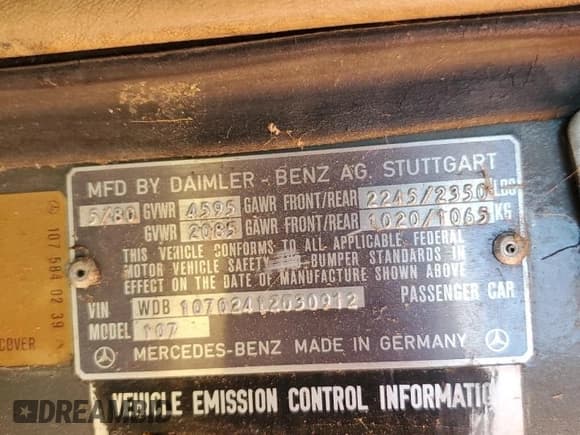 MFD BY DAIMLER - BENZ AG. STUTTGART
5/80 GVWR 4595 GAWR FRONT/REAR 2245/2350 LBS
GVWR 2085 GAWR FRONT/REAR 1020/1065 KG
THIS VEHICLE CONFORMS TO ALL APPLICABLE FEDERAL
MOTOR VEHICLE SAFETY BUMPER STANDARDS IN
EFFECT ON THE DATE OF MANUFACTURE SHOWN ABOVE
VIN WDB 10702412030912 PASSENGER CAR
MODEL 107
MERCEDES-BENZ MADE IN GERMANY
VEHICLE EMISSION CONTROL INFORMATION
107 584 02 39
COVER
DREAMBID